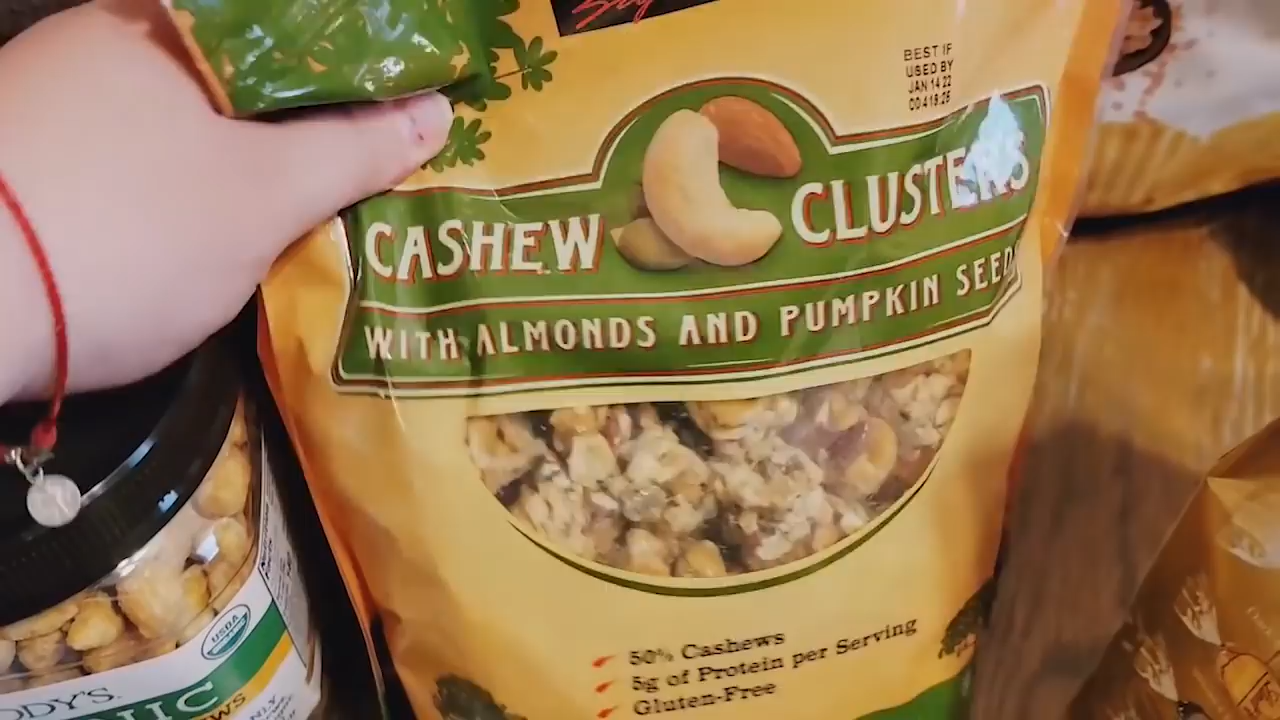 BEST IF
USED BY
JAN 14 22
CASHEW CLUSTERS
WITH ALMONDS AND PUMPKIN SEEDS
50% Cashews
5g of Protein per Serving
Gluten-Free
USDA